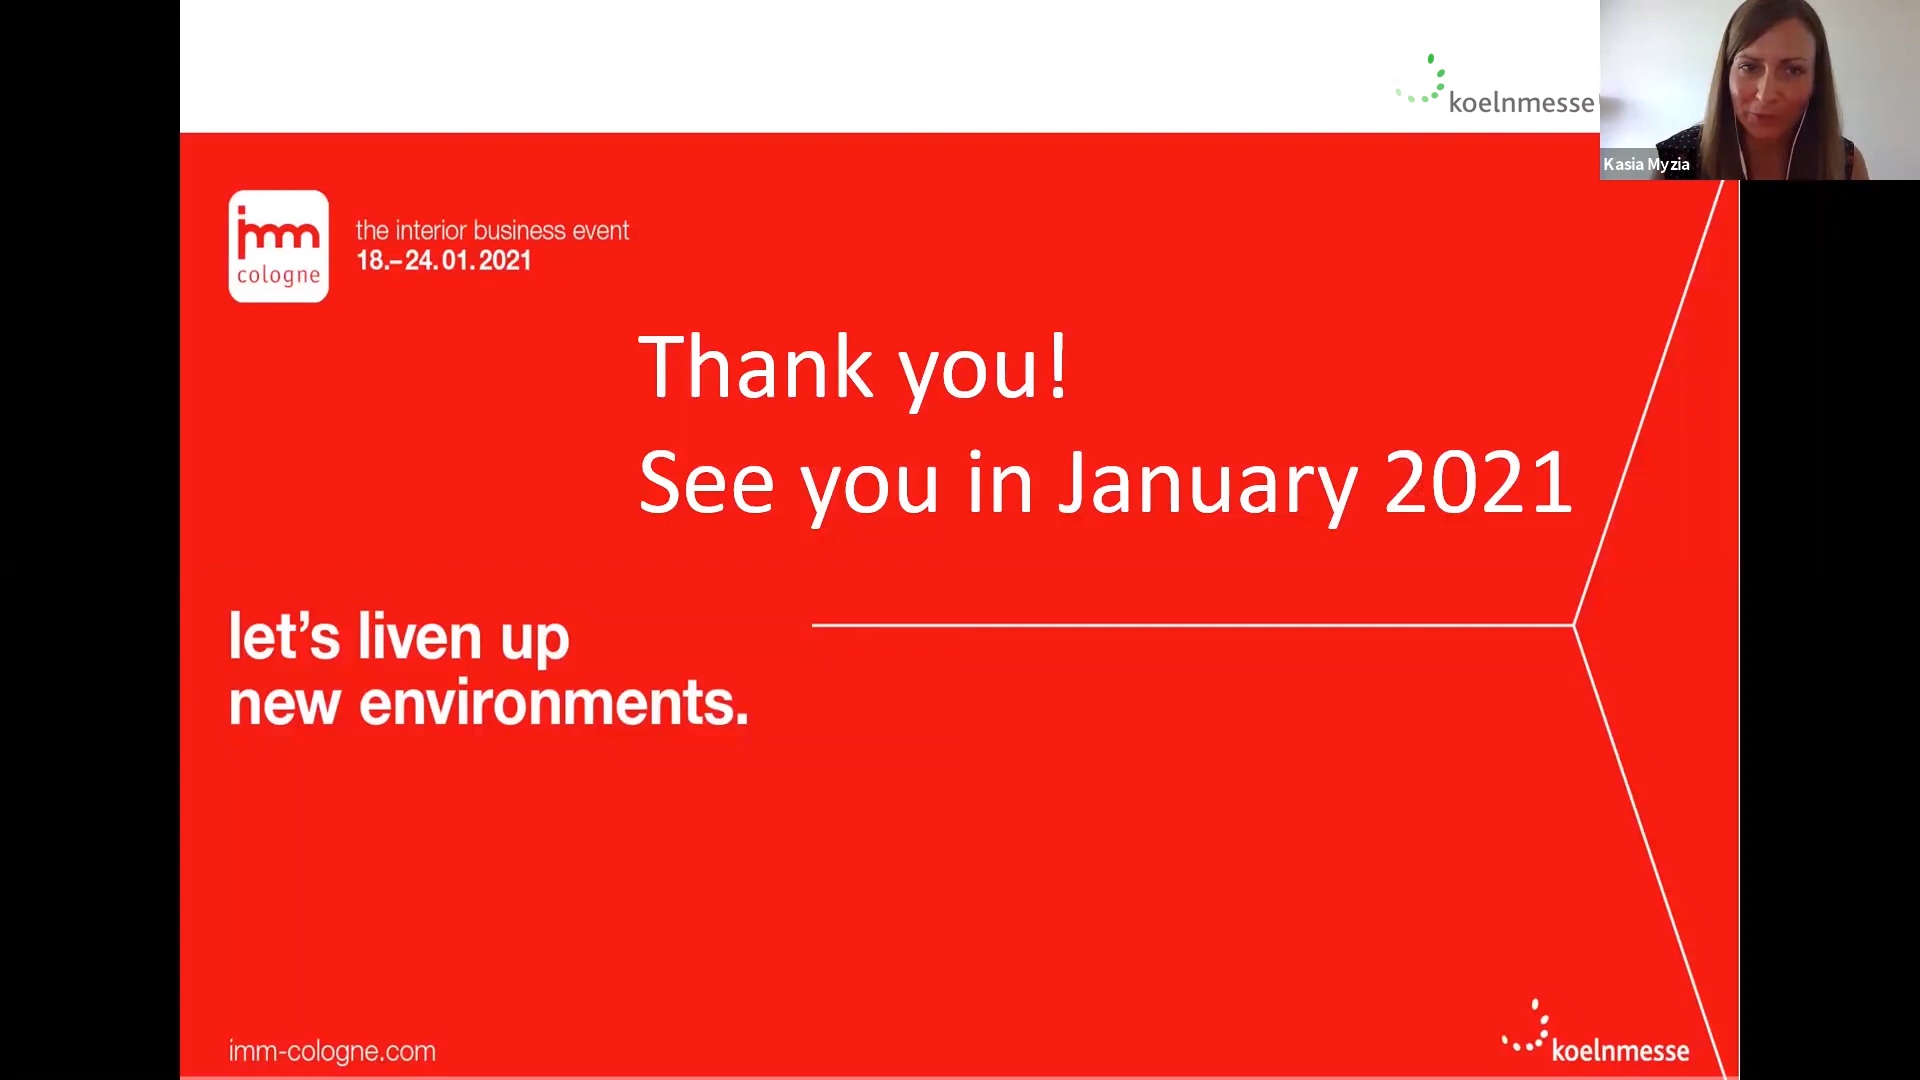 koelnmesse
Kasia Myzia
imm
cologne
the interior business event
18.–24.01.2021
Thank you!
See you in January 2021
let’s liven up
new environments.
imm-cologne.com
koelnmesse